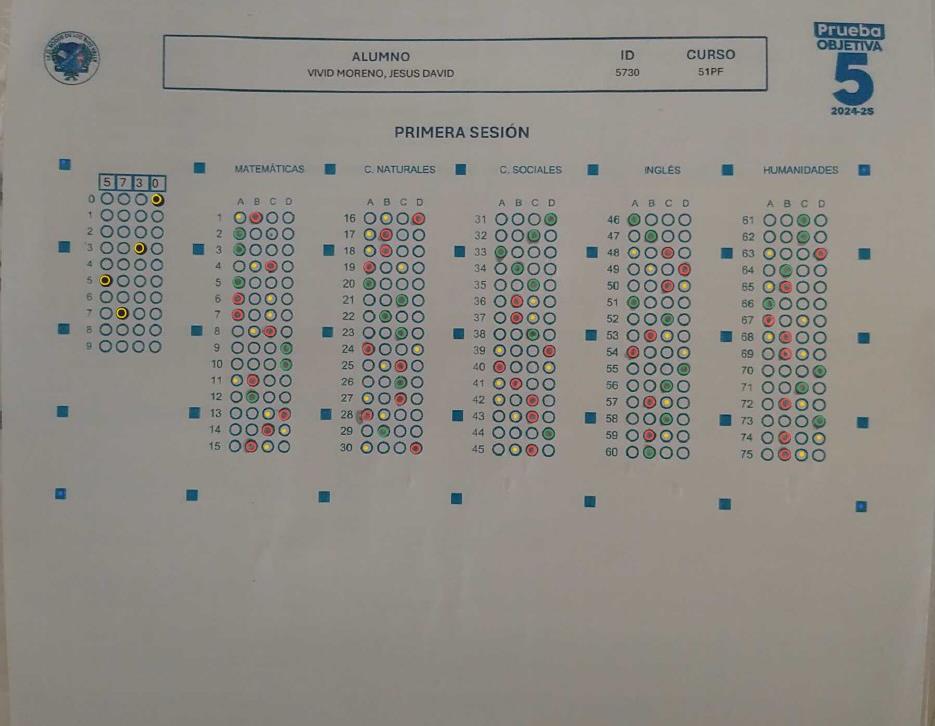 Prueba
OBJETIVA
5
2024-25
ALUMNO ID CURSO
VIVID MORENO, JESUS DAVID 5730 51PF
PRIMERA SESIÓN
MATEMÁTICAS C. NATURALES C. SOCIALES INGLÉS HUMANIDADES
5 7 3 0
0
1
2
3
4
5
6
7
8
9
A B C D A B C D A B C D A B C D A B C D
1 16 31 46 61
2 17 32 47 62
3 18 33 48 63
4 19 34 49 64
5 20 35 50 65
6 21 36 51 66
7 22 37 52 67
8 23 38 53 68
9 24 39 54 69
10 25 40 55 70
11 26 41 56 71
12 27 42 57 72
13 28 43 58 73
14 29 44 59 74
15 30 45 60 75